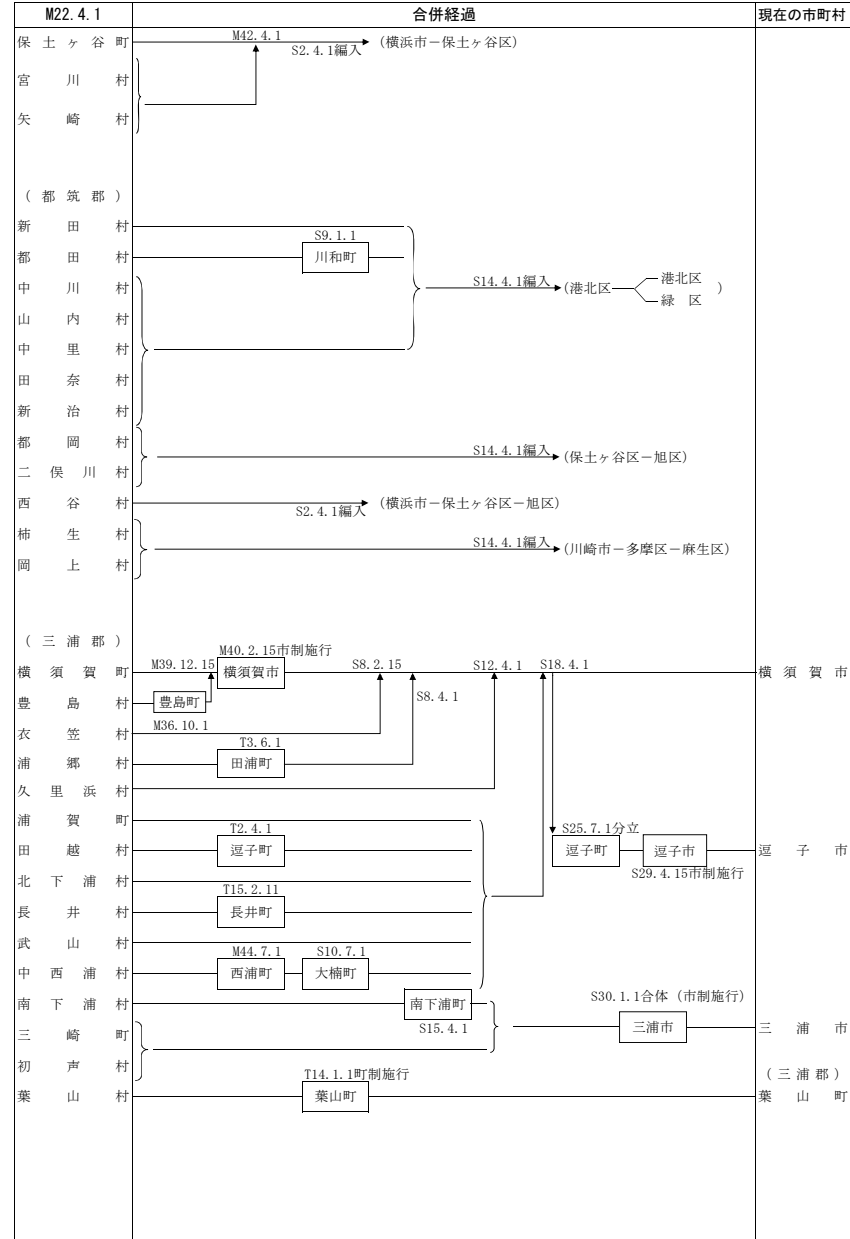 M22.4.1 合併経過 現在の市町村
保土ヶ谷町 M42.4.1 S2.4.1編入 (横浜市－保土ヶ谷区)
宮川村
矢崎村
(都筑郡)
新田村
S9.1.1
都田村 川和町
中川村 S14.4.1編入 (港北区 港北区 緑区 )
山内村
中里村
田奈村
新治村
都岡村
S14.4.1編入 (保土ヶ谷区－旭区)
二俣川村
西谷村 S2.4.1編入 (横浜市－保土ヶ谷区－旭区)
柿生村
S14.4.1編入 (川崎市－多摩区－麻生区)
岡上村
(三浦郡)
M40.2.15市制施行
横須賀町 M39.12.15 横須賀市 S8.2.15 S12.4.1 S18.4.1 横須賀市
豊島村 豊島町 S8.4.1
衣笠村 M36.10.1
T3.6.1
浦郷村 田浦町
久里浜村
浦賀町
T2.4.1 S25.7.1分立
田越村 逗子町 逗子町 逗子市 逗子市
S29.4.15市制施行
北下浦村
T15.2.11
長井村 長井町
武山村
M44.7.1 S10.7.1
中西浦村 西浦町 大楠町
S30.1.1合体（市制施行）
南下浦村 南下浦町
S15.4.1
三崎町 三浦市 三浦市
初声村
T14.1.1町制施行 (三浦郡)
葉山村 葉山町 葉山町